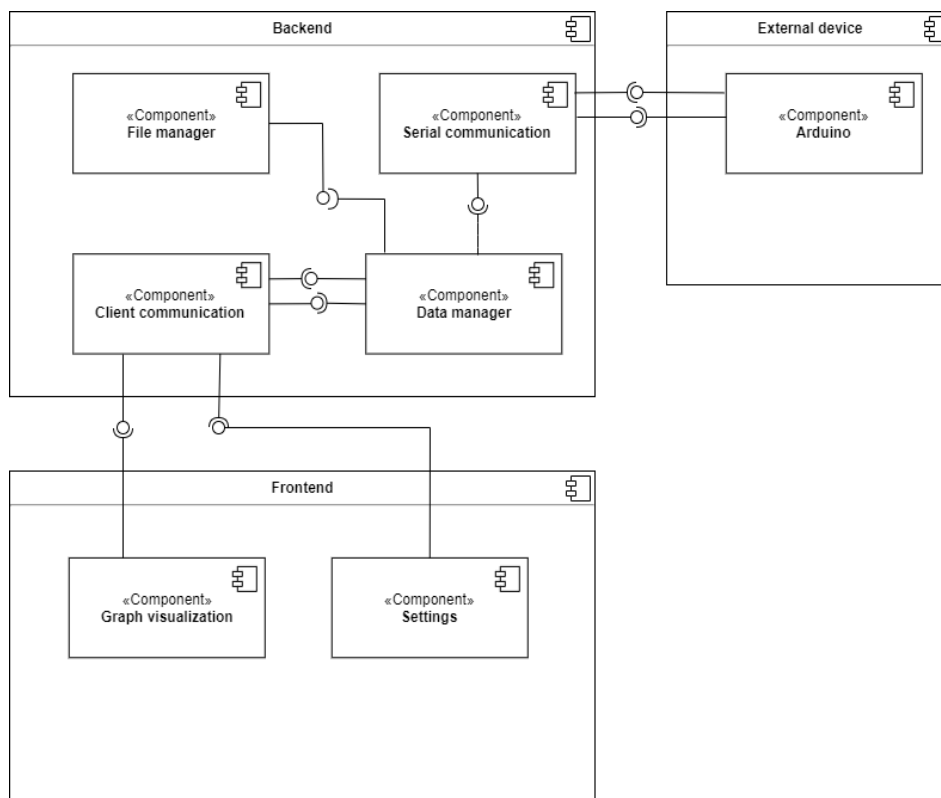 Backend
External device
«Component»
File manager
«Component»
Serial communication
«Component»
Arduino
«Component»
Client communication
«Component»
Data manager
Frontend
«Component»
Graph visualization
«Component»
Settings